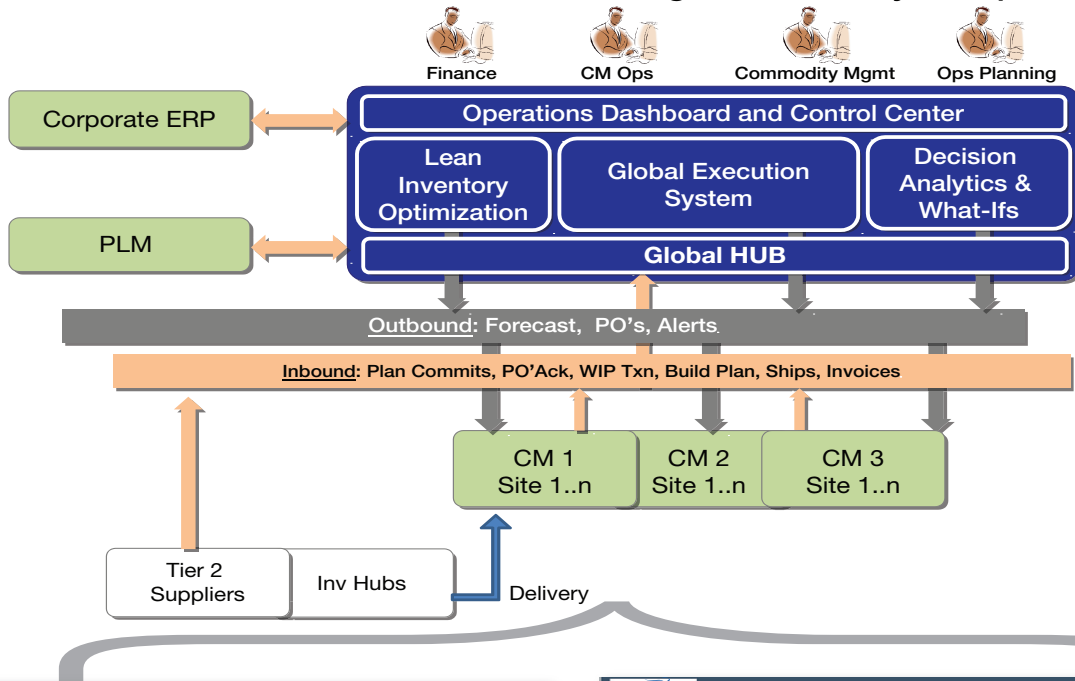 Finance
CM Ops
Commodity Mgmt
Ops Planning
Corporate ERP
Operations Dashboard and Control Center
Lean
Inventory
Optimization
Global Execution
System
Decision
Analytics &
What-Ifs
PLM
Global HUB
Outbound: Forecast, PO's, Alerts
Inbound: Plan Commits, PO'Ack, WIP Txn, Build Plan, Ships, Invoices
CM 1
Site 1..n
CM 2
Site 1..n
CM 3
Site 1..n
Tier 2
Suppliers
Inv Hubs
Delivery